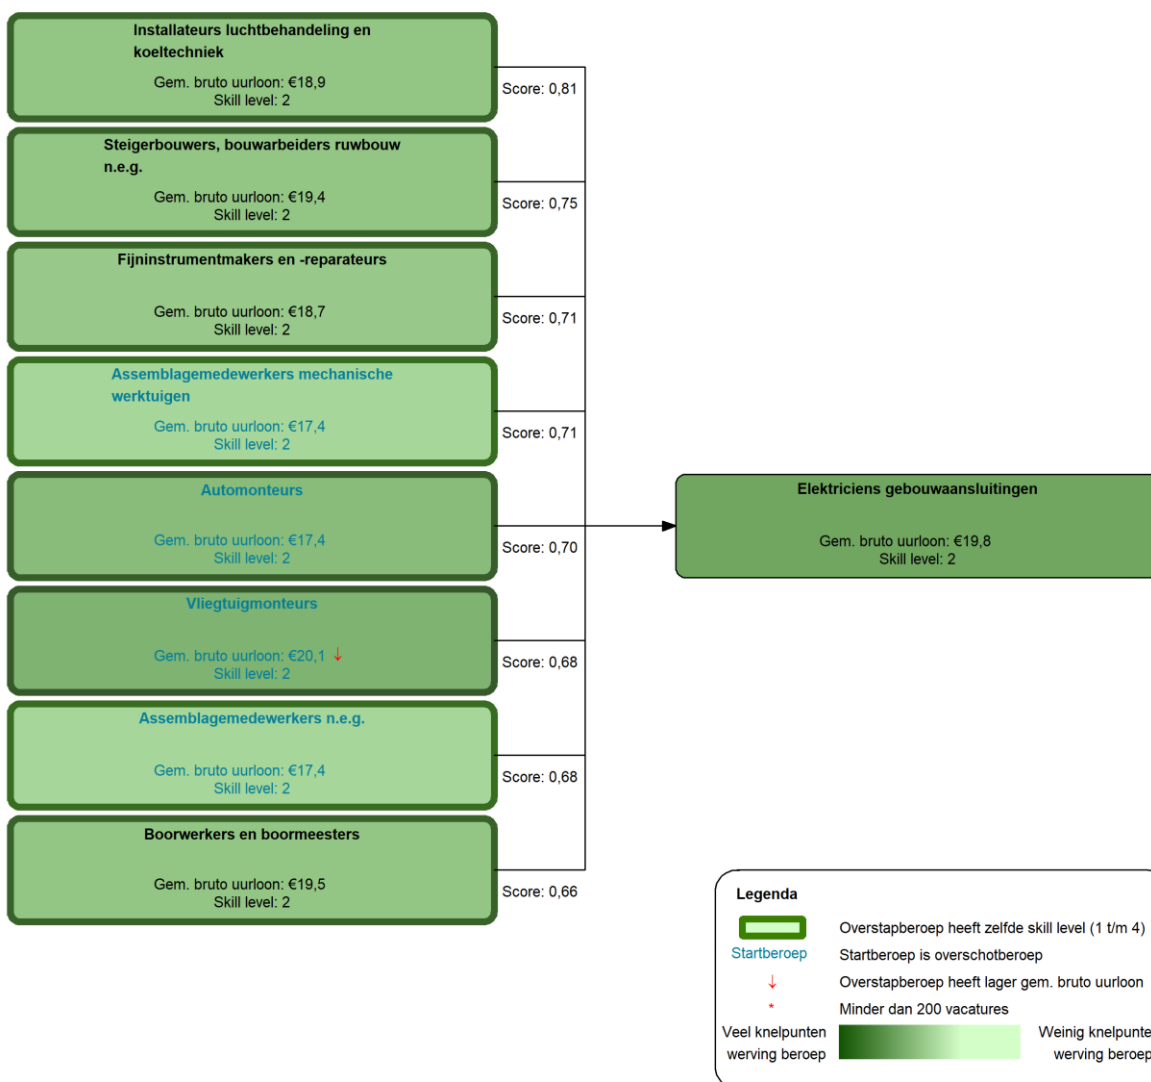 Installateurs luchtbehandeling en
koeltechniek
Gem. bruto uurloon: €18,9
Skill level: 2
Score: 0,81
Steigerbouwers, bouwarbeiders ruwbouw
n.e.g.
Gem. bruto uurloon: €19,4
Skill level: 2
Score: 0,75
Fijninstrumentmakers en -reparateurs
Gem. bruto uurloon: €18,7
Skill level: 2
Score: 0,71
Assemblagemedewerkers mechanische
werktuigen
Gem. bruto uurloon: €17,4
Skill level: 2
Score: 0,71
Automonteurs
Gem. bruto uurloon: €17,4
Skill level: 2
Score: 0,70
Vliegtuigmonteurs
Gem. bruto uurloon: €20,1 ↓
Skill level: 2
Score: 0,68
Assemblagemedewerkers n.e.g.
Gem. bruto uurloon: €17,4
Skill level: 2
Score: 0,68
Boorwerkers en boormeesters
Gem. bruto uurloon: €19,5
Skill level: 2
Score: 0,66
Elektriciens gebouwaansluitingen
Gem. bruto uurloon: €19,8
Skill level: 2
Legenda
Overstapberoep heeft zelfde skill level (1 t/m 4)
Startberoep Startberoep is overschotberoep
↓ Overstapberoep heeft lager gem. bruto uurloon
* Minder dan 200 vacatures
Veel knelpunten
werving beroep
Weinig knelpunte
werving beroep